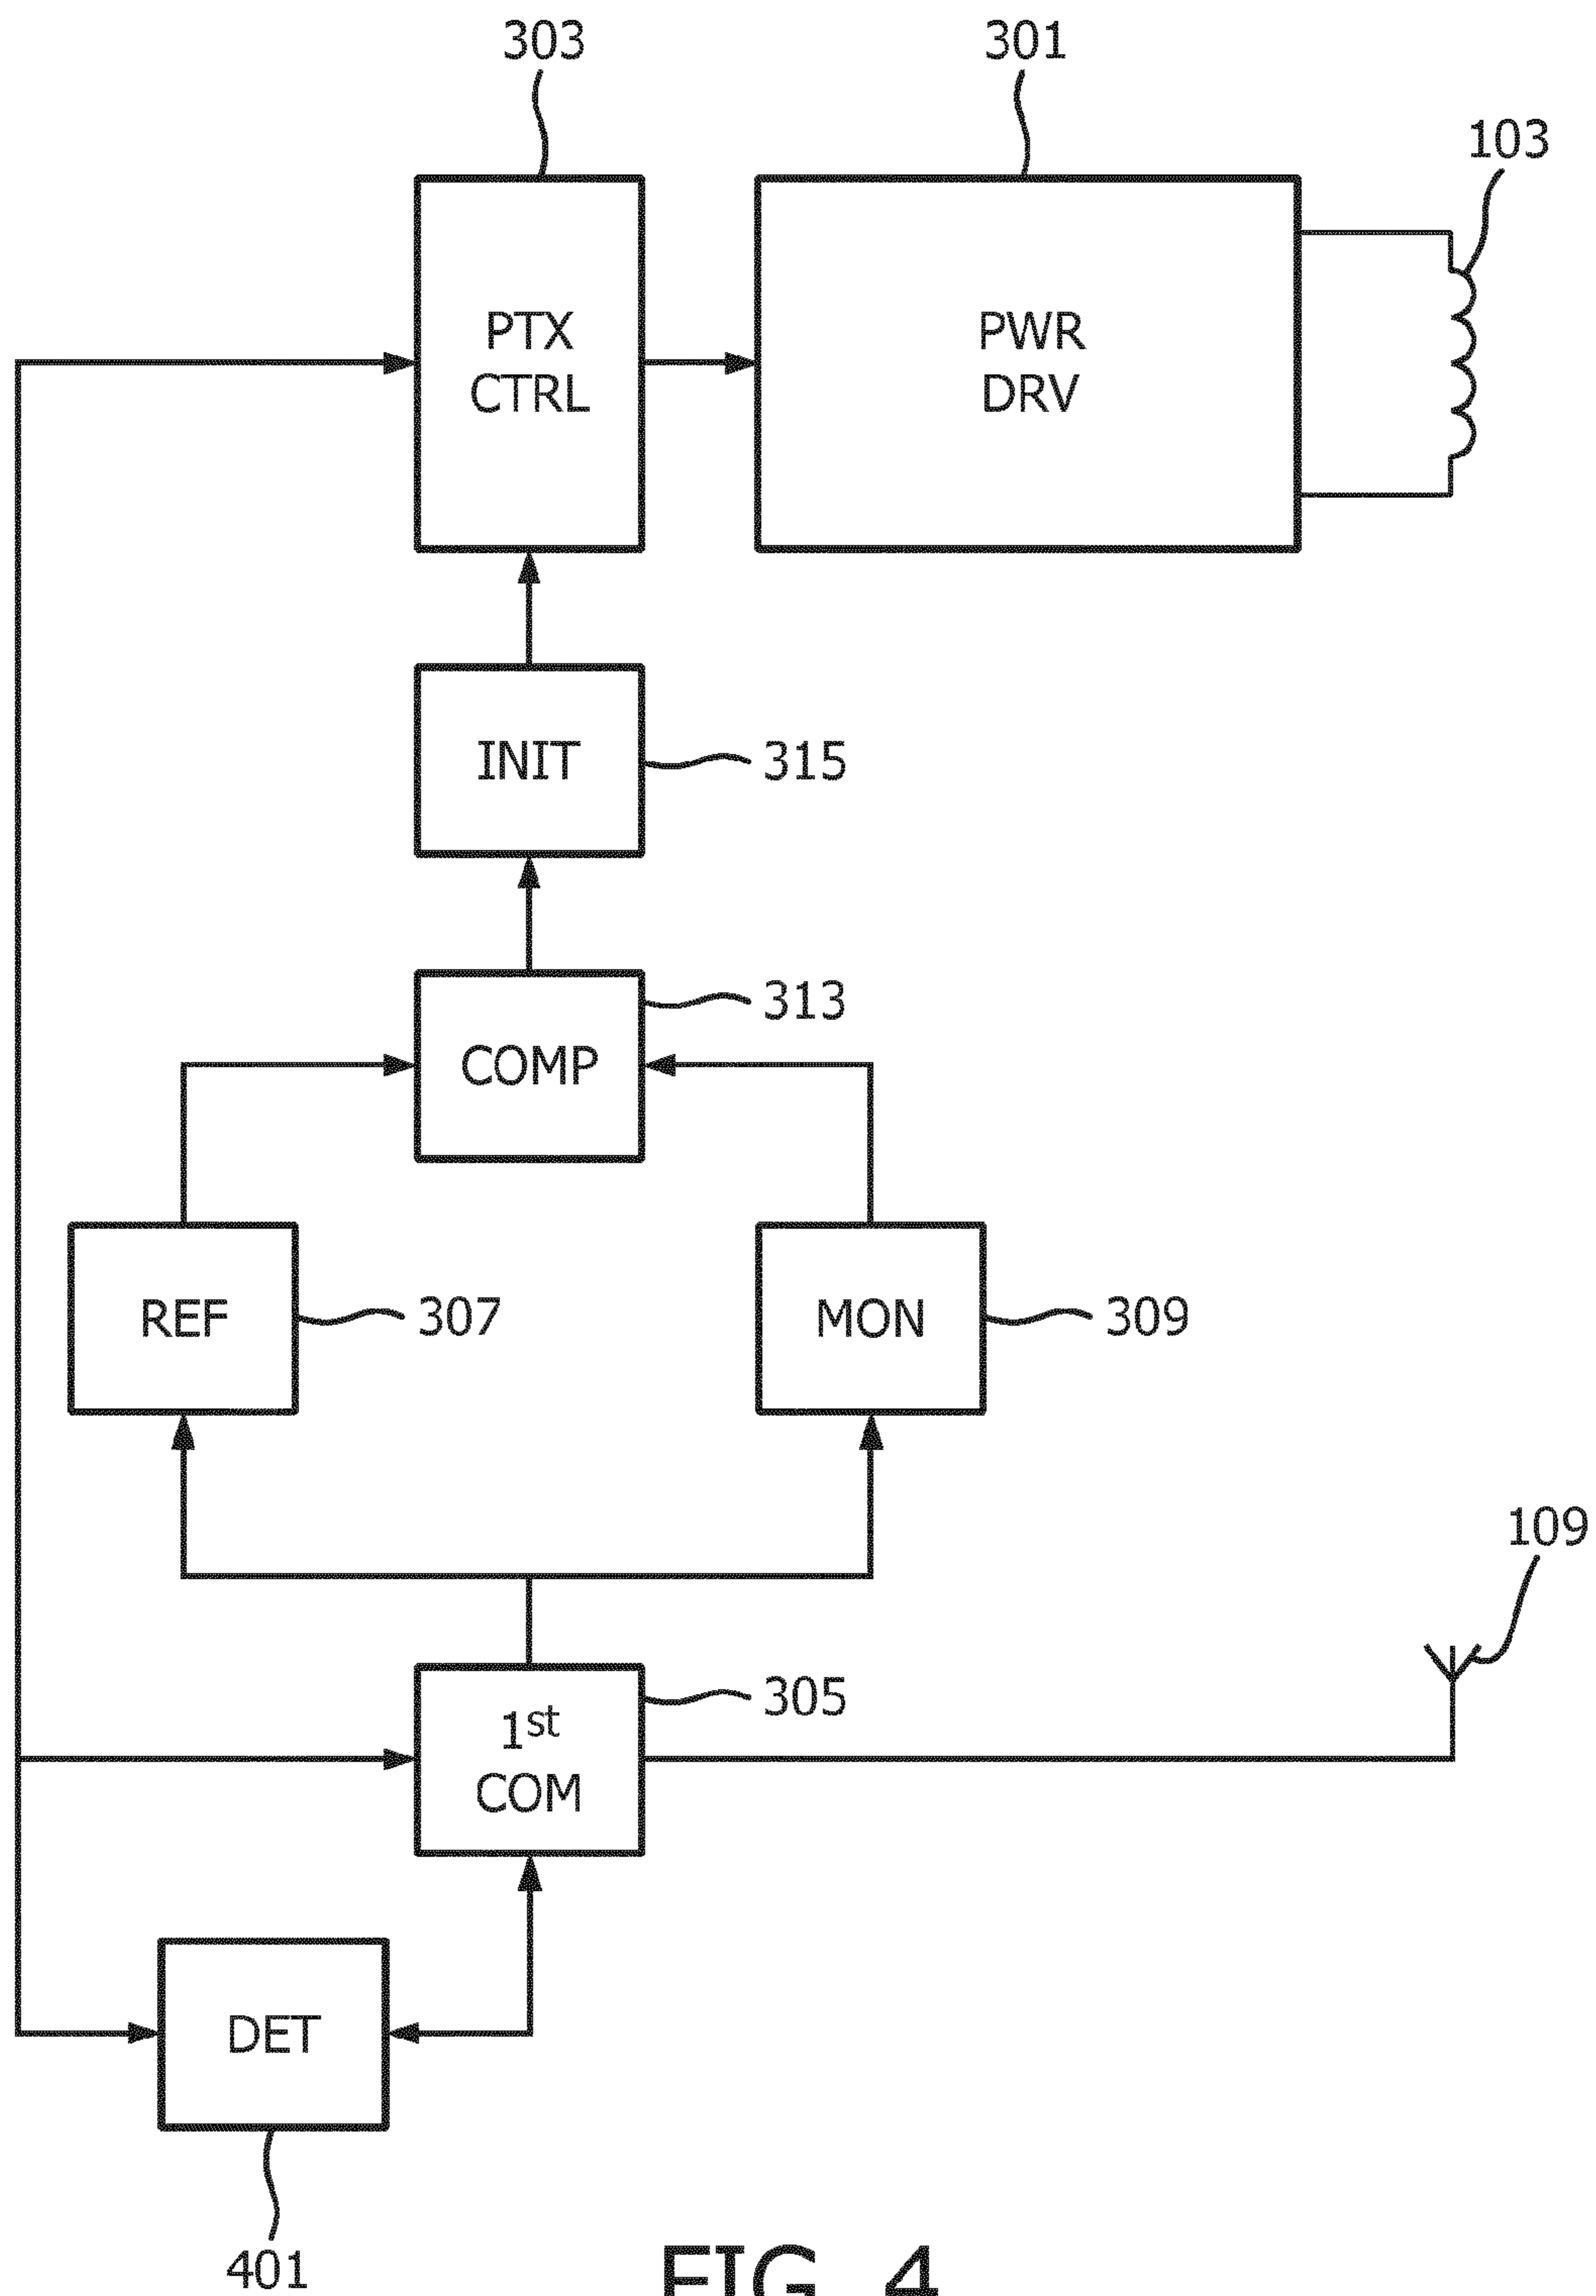 303
301
103
PTX
CTRL
PWR
DRV
INIT
315
313
COMP
REF
307
MON
309
109
305
1st
COM
DET
401
FIG. 4